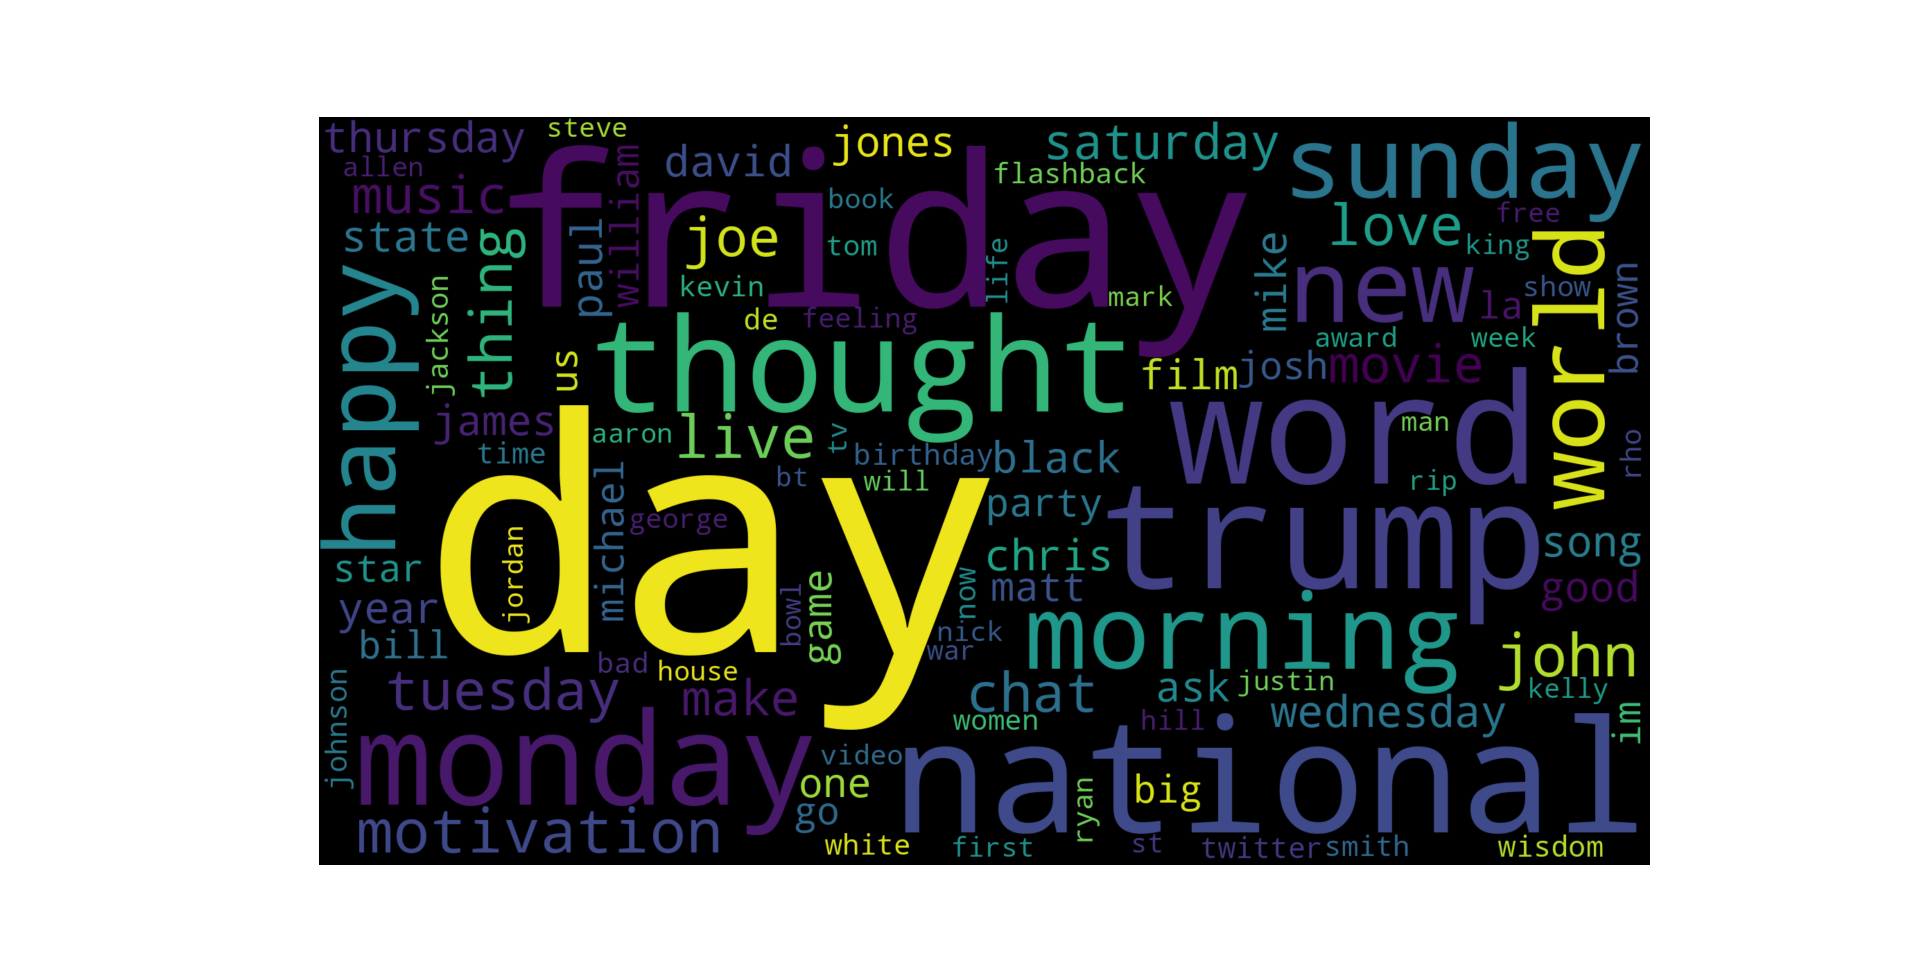 thursday
steve
allen
music
state
david
jones
william
friday
saturday
flashback
sunday
book
joe
tom
paul
kevin
life
love
free
king
world
happy
jackson
thing
us
de
feeling
mark
mike
new
la
show
brown
award
week
thought
film
josh
movie
james
time
aaron
live
tv
birthday
black
word
man
rho
bt
will
rip
day
michael
george
party
trump
song
jordan
star
year
bill
chris
matt
now
good
bowl
game
nick
war
morning
john
bad
house
tuesday
make
chat
ask
justin
kelly
johnson
women
hill
wednesday
im
monday
video
national
one
go
big
ryan
motivation
white
first
st
twitter
smith
wisdom